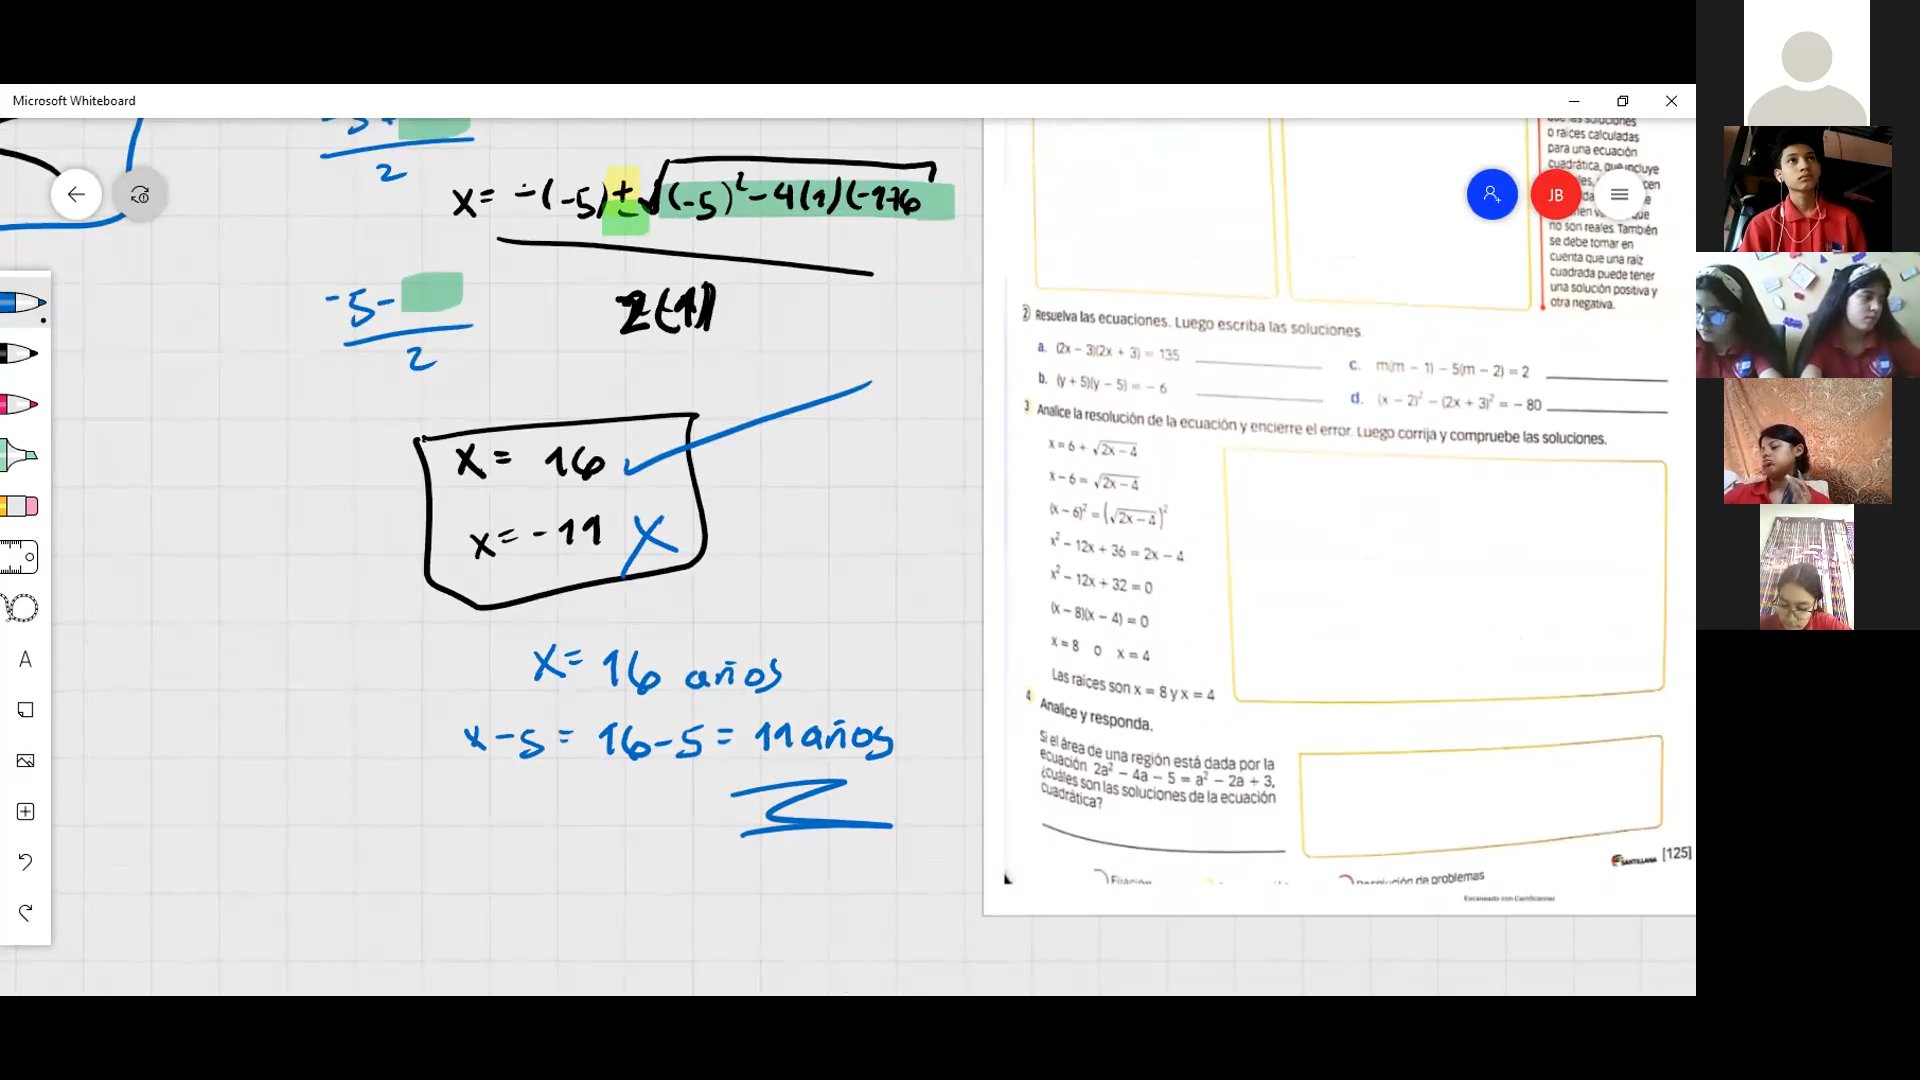 Microsoft Whiteboard
2
x= -(-5) ± √(-5)² - 4(1)(-176
2(1)
-5-
2
x= 16
x= -11 X
x= 16 años
x-5= 16-5= 11 años
A
JB
o raíces calculadas
para una ecuación
cuadrática, que incluye
no son reales. También
se debe tomar en
cuenta que una raíz
cuadrada puede tener
una solución positiva y
otra negativa.
2 Resuelva las ecuaciones. Luego escriba las soluciones.
a. (2x – 3)(2x + 3) = 135
b. (y + 5)(y – 5) = – 6
c. m(m – 1) – 5(m – 2) = 2
d. (x – 2)² – (2x + 3)² = – 80
3 Analice la resolución de la ecuación y encierre el error. Luego corrija y compruebe las soluciones.
x = 6 + √2x – 4
x – 6 = √2x – 4
(x – 6)² = (√2x – 4)²
x² – 12x + 36 = 2x – 4
x² – 12x + 32 = 0
(x – 8)(x – 4) = 0
x = 8 o x = 4
Las raíces son x = 8 y x = 4
4 Analice y responda.
Si el área de una región está dada por la
ecuación 2a² – 4a – 5 = a² – 2a + 3,
¿cuáles son las soluciones de la ecuación
cuadrática?
SANTILLANA [125]
Escaneado con CamScanner